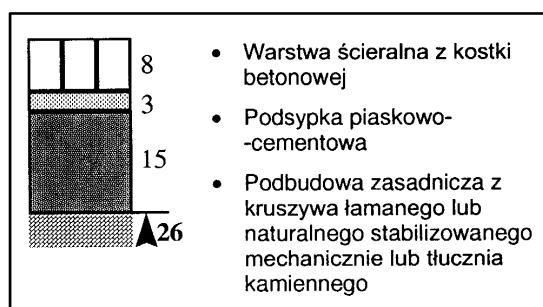 8
3
15
26
• Warstwa ścieralna z kostki
betonowej
• Podsypka piaskowo-
-cementowa
• Podbudowa zasadnicza z
kruszywa łamanego lub
naturalnego stabilizowanego
mechanicznie lub tłucznia
kamiennego